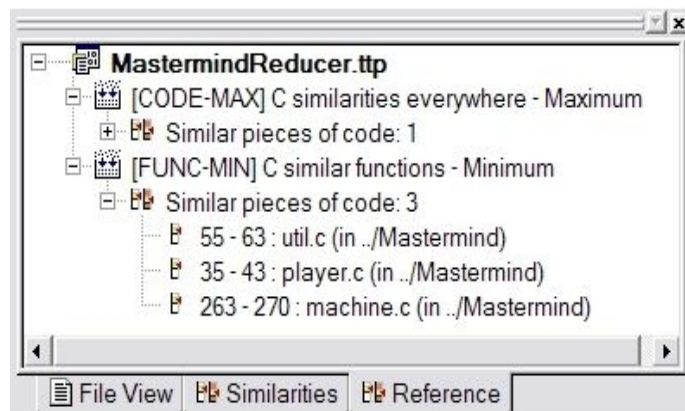 MastermindReducer.ttp
[CODE-MAX] C similarities everywhere - Maximum
Similar pieces of code: 1
[FUNC-MIN] C similar functions - Minimum
Similar pieces of code: 3
55 - 63 : util.c (in ../Mastermind)
35 - 43 : player.c (in ../Mastermind)
263 - 270 : machine.c (in ../Mastermind)
File View Similarities Reference